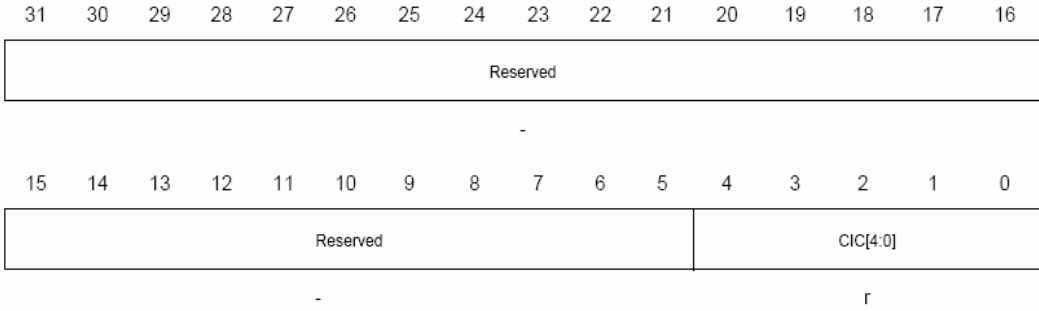 31 30 29 28 27 26 25 24 23 22 21 20 19 18 17 16
Reserved
-
15 14 13 12 11 10 9 8 7 6 5 4 3 2 1 0
Reserved CIC[4:0]
- r